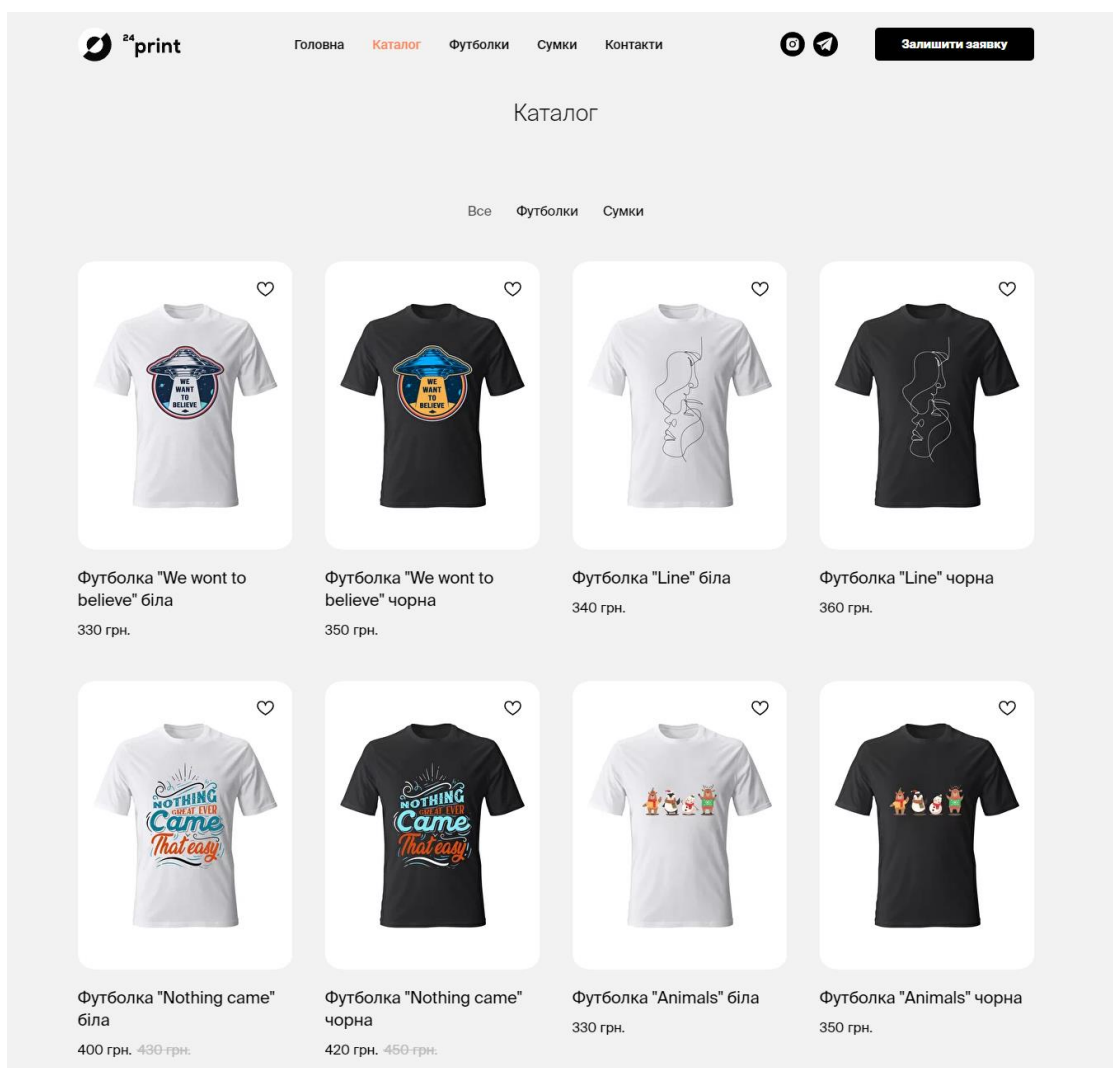 24print
Головна Каталог Футболки Сумки Контакти
Залишити заявку
Каталог
Все Футболки Сумки
WE
WANT
TO
BELIEVE
WE
WANT
TO
BELIEVE
Футболка "We wont to
believe" біла
330 грн.
Футболка "We wont to
believe" чорна
350 грн.
Футболка "Line" біла
340 грн.
Футболка "Line" чорна
360 грн.
NOTHING
GREAT EVER
Came
That easy
NOTHING
GREAT EVER
Came
That easy
Футболка "Nothing came"
біла
400 грн. 430 грн.
Футболка "Nothing came"
чорна
420 грн. 450 грн.
Футболка "Animals" біла
330 грн.
Футболка "Animals" чорна
350 грн.